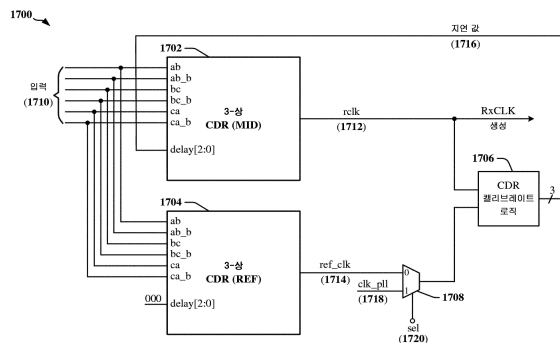 1700
지연 값
(1716)
1702
입력
(1710)
ab
ab_b
bc
bc_b
ca
ca_b
delay[2:0]
3-상
CDR (MID)
rclk
(1712)
RxCLK
생성
1706
CDR
캘리브레이트
로직
3
1704
ab
ab_b
bc
bc_b
ca
ca_b
delay[2:0]
3-상
CDR (REF)
000
ref_clk
(1714)
clk_pll
(1718)
0
1
1708
sel
(1720)